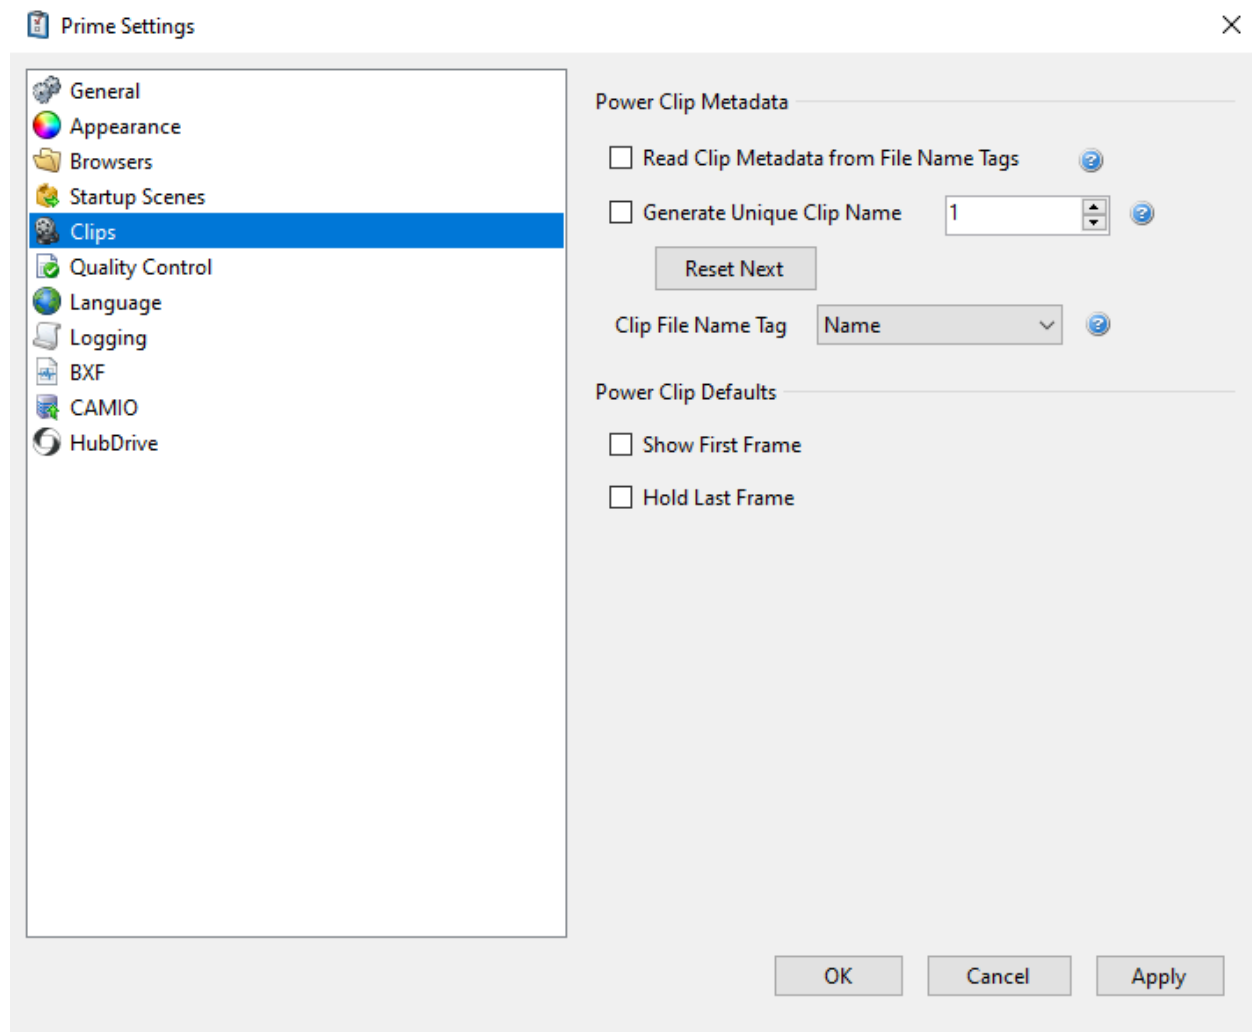 Prime Settings
General
Appearance
Browsers
Startup Scenes
Clips
Quality Control
Language
Logging
BXF
CAMIO
HubDrive
Power Clip Metadata
Read Clip Metadata from File Name Tags
Generate Unique Clip Name 1
Reset Next
Clip File Name Tag Name
Power Clip Defaults
Show First Frame
Hold Last Frame
OK Cancel Apply